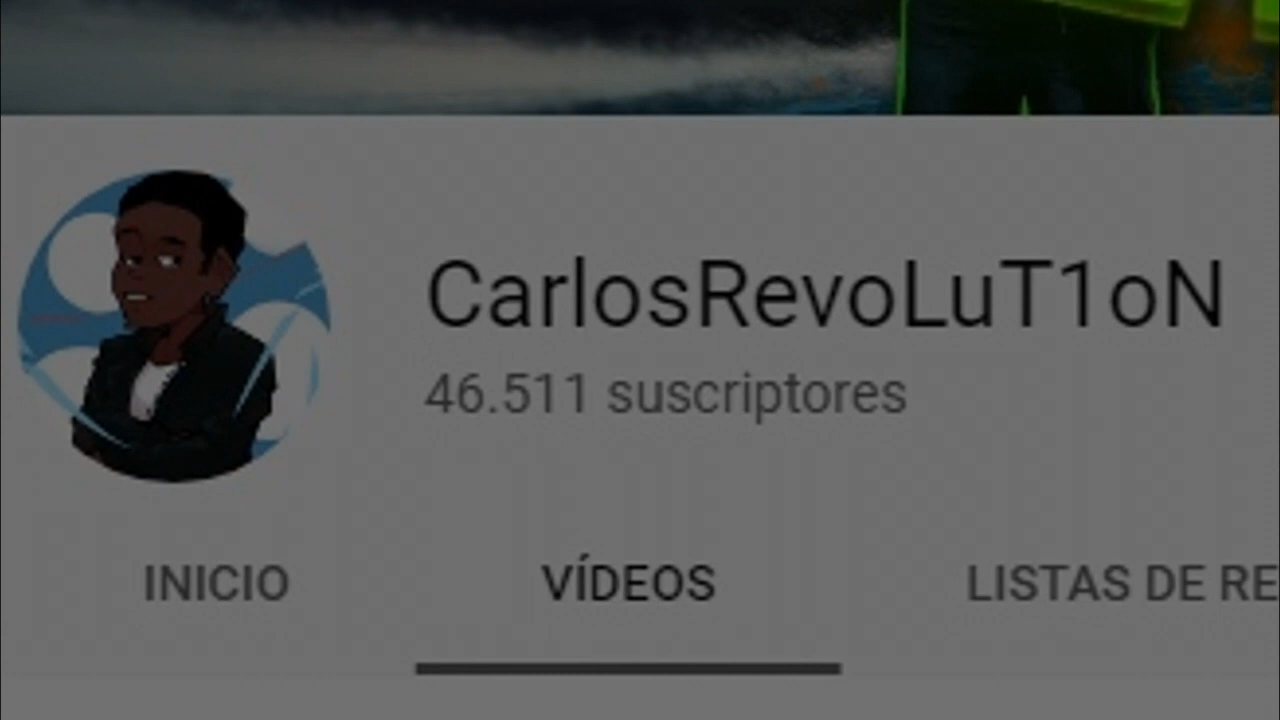 CarlosRevoLuT1oN
46.511 suscriptores
INICIO VÍDEOS LISTAS DE RE